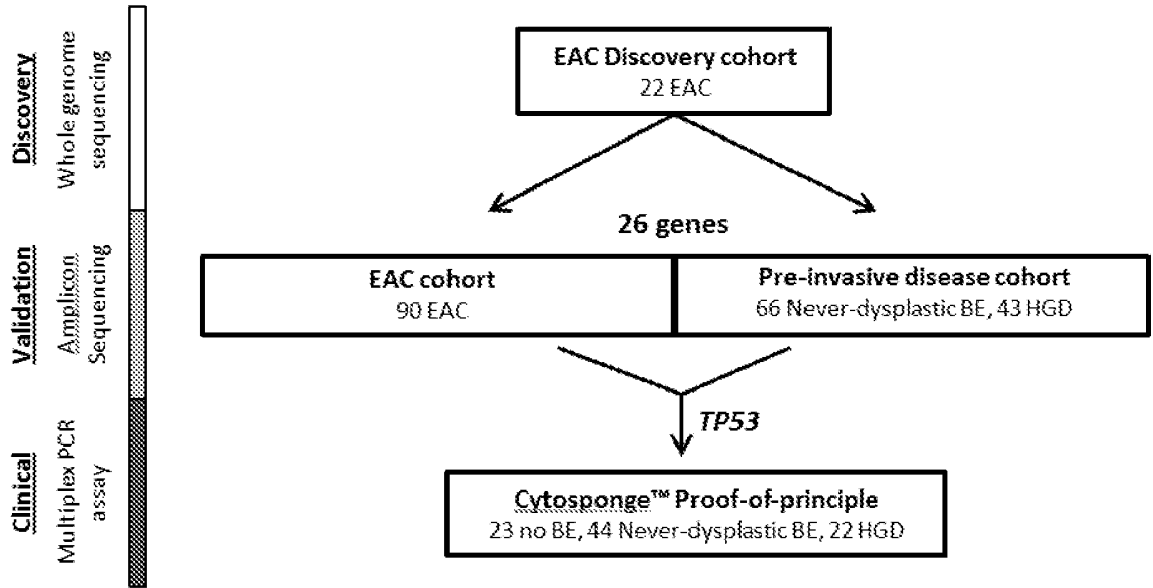 Discovery
Whole genome
sequencing
EAC Discovery cohort
22 EAC
26 genes
Validation
Amplicon
Sequencing
EAC cohort
90 EAC
Pre-invasive disease cohort
66 Never-dysplastic BE, 43 HGD
TP53
Clinical
Multiplex PCR
assay
Cytosponge™ Proof-of-principle
23 no BE, 44 Never-dysplastic BE, 22 HGD